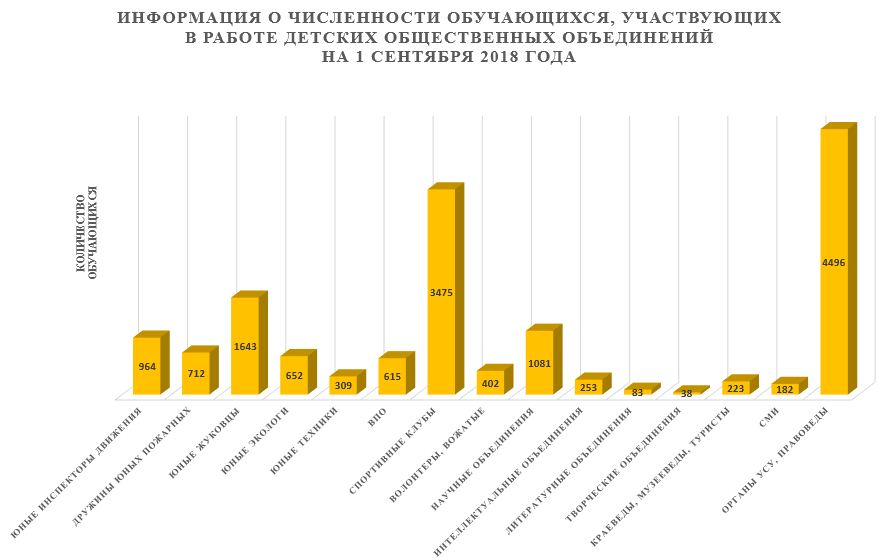 ИНФОРМАЦИЯ О ЧИСЛЕННОСТИ ОБУЧАЮЩИХСЯ, УЧАСТВУЮЩИХ
В РАБОТЕ ДЕТСКИХ ОБЩЕСТВЕННЫХ ОБЪЕДИНЕНИЙ
НА 1 СЕНТЯБРЯ 2018 ГОДА
КОЛИЧЕСТВО
ОБУЧАЮЩИХСЯ
964
712
1643
652
309
615
3475
402
1081
253
83
38
223
182
4496
ЮНЫЕ ИНСПЕКТОРЫ ДВИЖЕНИЯ
ДРУЖИНЫ ЮНЫХ ПОЖАРНЫХ
ЮНЫЕ ЖУКОВЦЫ
ЮНЫЕ ЭКОЛОГИ
ЮНЫЕ ТЕХНИКИ
ВПО
СПОРТИВНЫЕ КЛУБЫ
ВОЛОНТЕРЫ, ВОЖАТЫЕ
НАУЧНЫЕ ОБЪЕДИНЕНИЯ
ИНТЕЛЛЕКТУАЛЬНЫЕ ОБЪЕДИНЕНИЯ
ЛИТЕРАТУРНЫЕ ОБЪЕДИНЕНИЯ
ТВОРЧЕСКИЕ ОБЪЕДИНЕНИЯ
КРАЕВЕДЫ, МУЗЕЕВЕДЫ, ТУРИСТЫ
СМИ
ОРГАНЫ УСУ, ПРАВОВЕДЫ